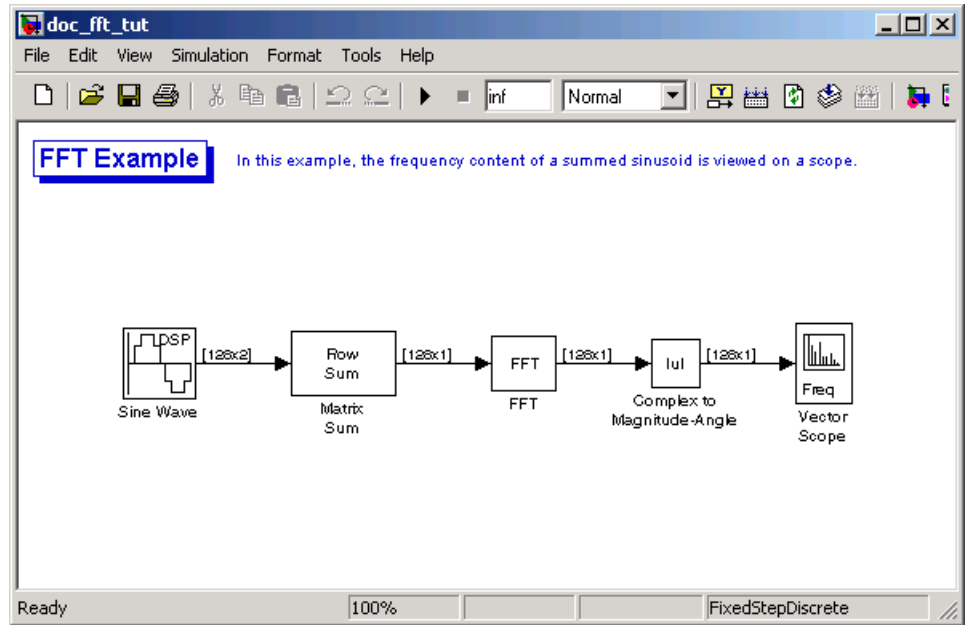 doc_fft_tut
File Edit View Simulation Format Tools Help
inf Normal
FFT Example In this example, the frequency content of a summed sinusoid is viewed on a scope.
DSP
[128x2]
Row
Sum
[128x1]
FFT
[128x1]
|u|
[128x1]
Freq
Sine Wave
Matrix
Sum
FFT
Complex to
Magnitude-Angle
Vector
Scope
Ready 100% FixedStepDiscrete